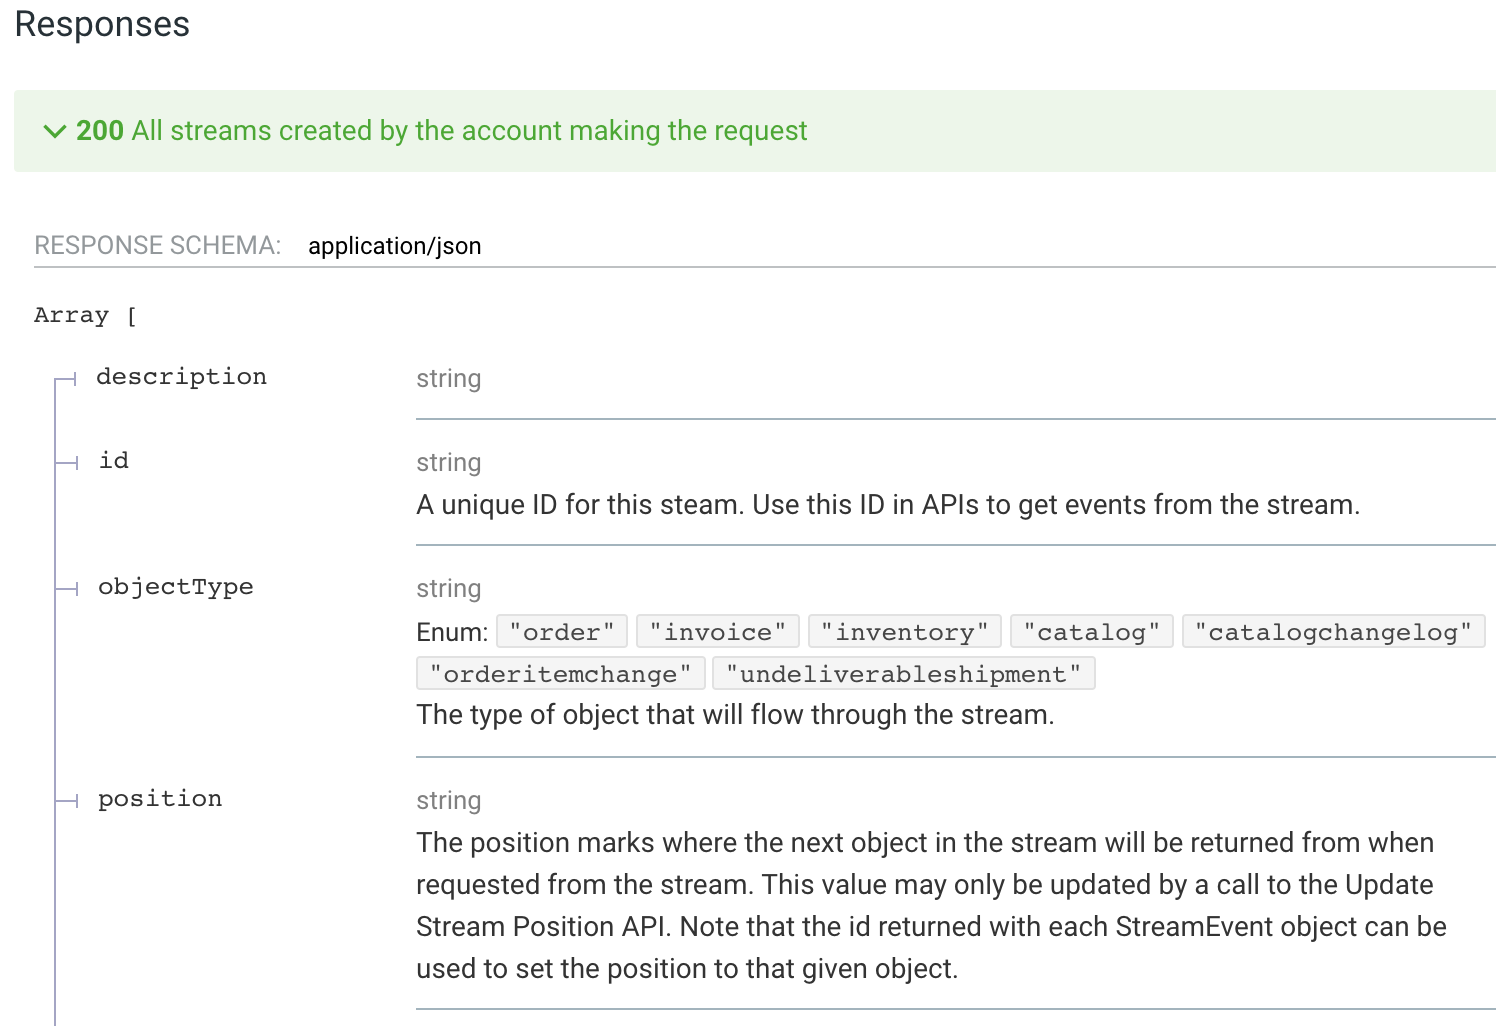 Responses
200 All streams created by the account making the request
RESPONSE SCHEMA: application/json
Array [
description string
id string
A unique ID for this steam. Use this ID in APIs to get events from the stream.
objectType string
Enum: "order" "invoice" "inventory" "catalog" "catalogchangelog"
"orderitemchange" "undeliverableshipment"
The type of object that will flow through the stream.
position string
The position marks where the next object in the stream will be returned from when
requested from the stream. This value may only be updated by a call to the Update
Stream Position API. Note that the id returned with each StreamEvent object can be
used to set the position to that given object.